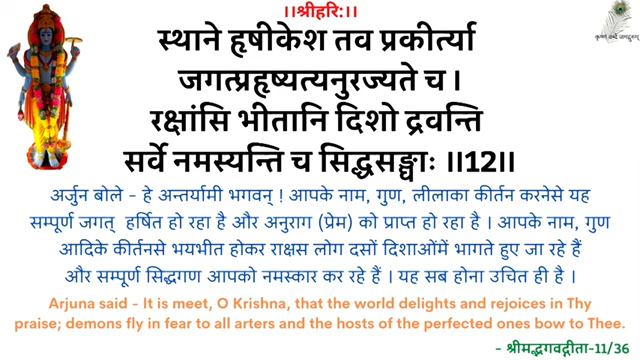 ।।श्रीहरि:।।
स्थाने हृषीकेश तव प्रकीर्त्या
जगत्प्रहृष्यत्यनुरज्यते च ।
रक्षांसि भीतानि दिशो द्रवन्ति
सर्वे नमस्यन्ति च सिद्धसङ्घाः ।।12।।
अर्जुन बोले - हे अन्तर्यामी भगवन् ! आपके नाम, गुण, लीलाका कीर्तन करनेसे यह
सम्पूर्ण जगत् हर्षित हो रहा है और अनुराग (प्रेम) को प्राप्त हो रहा है । आपके नाम, गुण
आदिके कीर्तनसे भयभीत होकर राक्षस लोग दसों दिशाओंमें भागते हुए जा रहे हैं
और सम्पूर्ण सिद्धगण आपको नमस्कार कर रहे हैं । यह सब होना उचित ही है ।
Arjuna said - It is meet, O Krishna, that the world delights and rejoices in Thy
praise; demons fly in fear to all arters and the hosts of the perfected ones bow to Thee.
- श्रीमद्भगवद्गीता-11/36
कृष्णं वन्दे जगद्गुरुम्